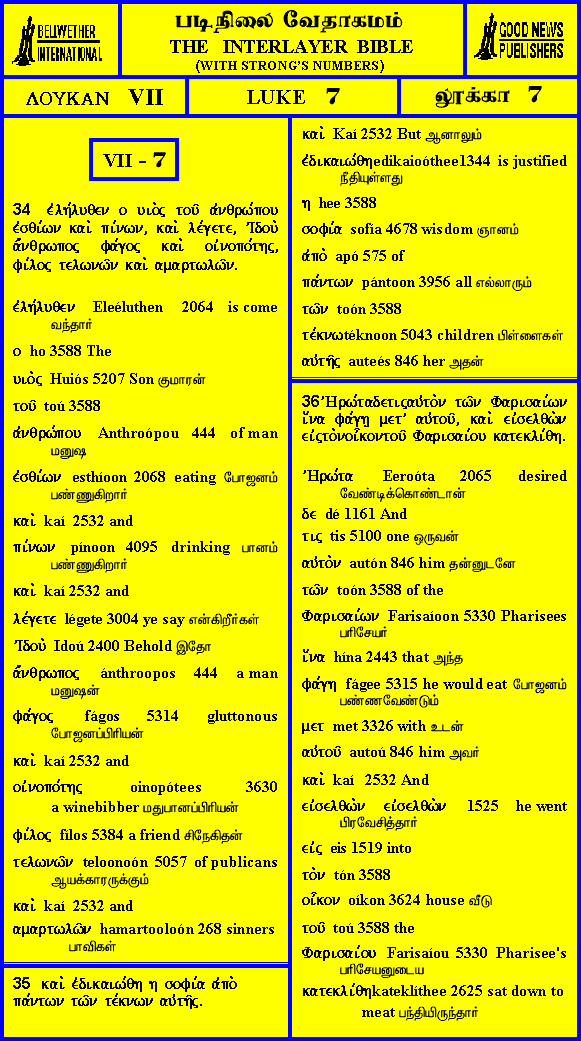 BELLWETHER
INTERNATIONAL
படிநிலை வேதாகமம்
THE INTERLAYER BIBLE
(WITH STRONG'S NUMBERS)
GOOD NEWS
PUBLISHERS
ΛΟΥΚΑΝ VII
LUKE 7
லூக்கா 7
VII - 7
34 ἐλήλυθεν ο υιὸς τοῦ ἀνθρώπου
ἐσθίων καὶ πίνων, καὶ λέγετε, Ἰδοὺ
ἄνθρωπος φάγος καὶ οἰνοπότης,
φίλος τελωνῶν καὶ αμαρτωλῶν.
ἐλήλυθεν Eleéluthen 2064 is come
வந்தார்
ο ho 3588 The
υιὸς Huiós 5207 Son குமாரன்
τοῦ toú 3588
ἀνθρώπου Anthroópou 444 of man
மனுஷ
ἐσθίων esthíoon 2068 eating போஜனம்
பண்ணுகிறார்
καὶ kaí 2532 and
πίνων pínoon 4095 drinking பானம்
பண்ணுகிறார்
καὶ kaí 2532 and
λέγετε légete 3004 ye say என்கிறீர்கள்
Ἰδοὺ Idoú 2400 Behold இதோ
ἄνθρωπος ánthroopos 444 a man
மனுஷன்
φάγος fágos 5314 gluttonous
போஜனப்பிரியன்
καὶ kaí 2532 and
οἰνοπότης oinopótees 3630
a winebibber மதுபானப்பிரியன்
φίλος fílos 5384 a friend சிநேகிதன்
τελωνῶν teloonoón 5057 of publicans
ஆயக்காரருக்கும்
καὶ kaí 2532 and
αμαρτωλῶν hamartooloón 268 sinners
பாவிகள்
35 καὶ ἐδικαιώθη η σοφία ἀπὸ
πάντων τῶν τέκνων αὐτῆς.
καὶ Kaí 2532 But ஆனாலும்
ἐδικαιώθηedikaioóthee1344 is justified
நீதியுள்ளது
η hee 3588
σοφία sofía 4678 wisdom ஞானம்
ἀπὸ apó 575 of
πάντων pántoon 3956 all எல்லாரும்
τῶν toón 3588
τέκνωtéknoon 5043 children பிள்ளைகள்
αὐτῆς auteés 846 her அதன்
36Ἠρώταδετιςαὐτὸν τῶν Φαρισαίων
ἵνα φάγῃ μετ' αὐτοῦ, καὶ εἰσελθὼν
εἰςτὸνοἶκοντοῦ Φαρισαίου κατεκλίθη.
Ἠρώτα Eeroóta 2065 desired
வேண்டிக்கொண்டான்
δε dé 1161 And
τις tis 5100 one ஒருவன்
αὐτὸν autón 846 him தன்னுடனே
τῶν toón 3588 of the
Φαρισαίων Farisaíoon 5330 Pharisees
பரிசேயர்
ἵνα hína 2443 that அந்த
φάγη fágee 5315 he would eat போஜனம்
பண்ணவேண்டும்
μετ met 3326 with உடன்
αὐτοῦ autoú 846 him அவர்
καὶ kaí 2532 And
εἰσελθὼν εἰσελθὼν 1525 he went
பிரவேசித்தார்
εἰς eis 1519 into
τὸν tón 3588
οἶκον oíkon 3624 house வீடு
τοῦ toú 3588 the
Φαρισαίου Farisaíou 5330 Pharisee's
பரிசேயனுடைய
κατεκλίθηkateklíthee 2625 sat down to
meat பந்தியிருந்தார்